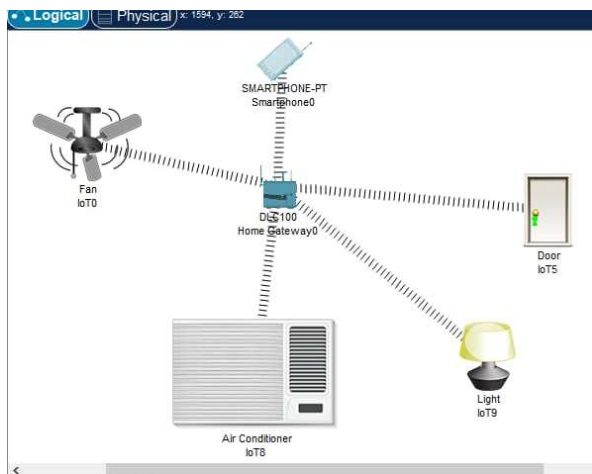 Logical Physical x: 1594, y: 262
SMARTPHONE-PT
Smartphone0
Fan
IoT0
DLC100
Home Gateway0
Door
IoT5
Light
IoT9
Air Conditioner
IoT8